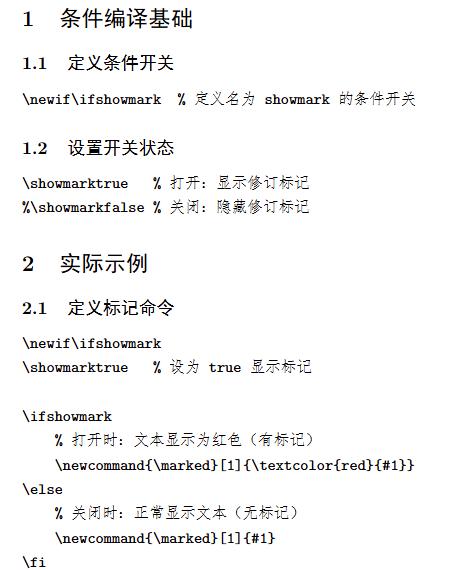 1 条件编译基础
1.1 定义条件开关
\newif\ifshowmark % 定义名为 showmark 的条件开关
1.2 设置开关状态
\showmarktrue % 打开：显示修订标记
%\showmarkfalse % 关闭：隐藏修订标记
2 实际示例
2.1 定义标记命令
\newif\ifshowmark
\showmarktrue % 设为 true 显示标记
\ifshowmark
% 打开时：文本显示为红色（有标记）
\newcommand{\marked}[1]{\textcolor{red}{#1}}
\else
% 关闭时：正常显示文本（无标记）
\newcommand{\marked}[1]{#1}
\fi